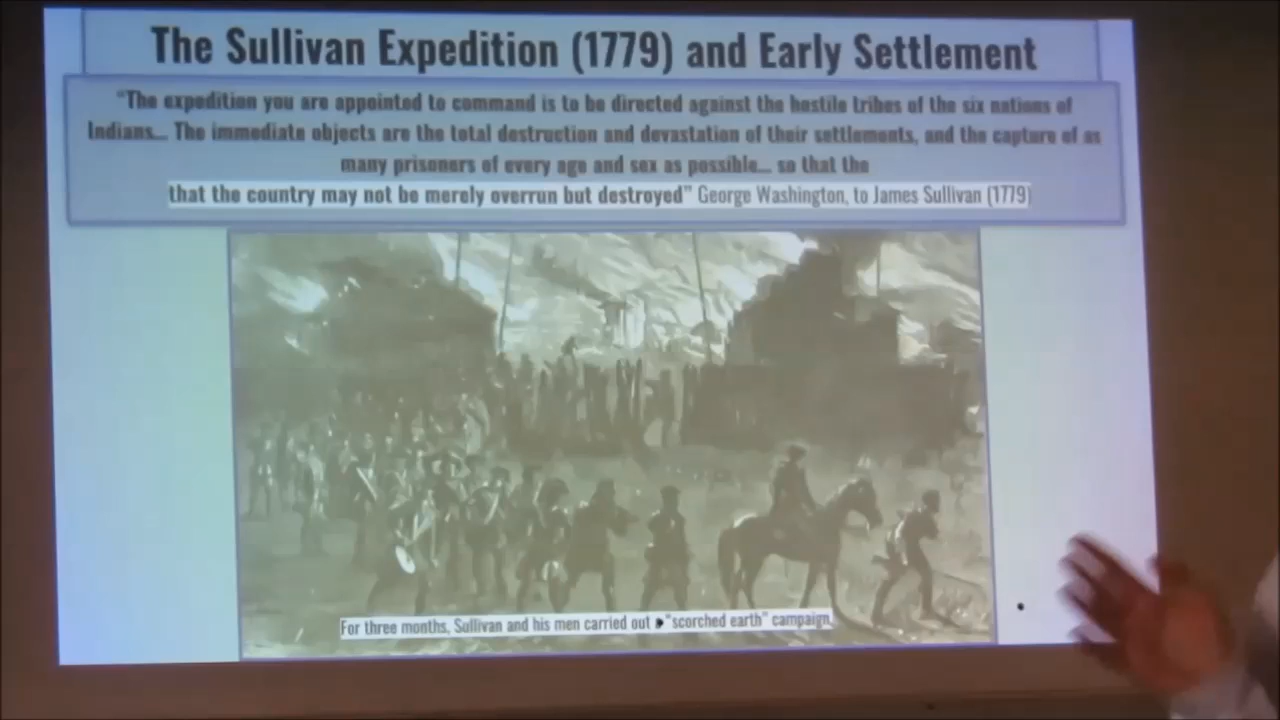 The Sullivan Expedition (1779) and Early Settlement
"The expedition you are appointed to command is to be directed against the hostile tribes of the six nations of
Indians... The immediate objects are the total destruction and devastation of their settlements, and the capture of as
many prisoners of every age and sex as possible... so that the
that the country may not be merely overrun but destroyed" George Washington, to James Sullivan (1779)
For three months, Sullivan and his men carried out "scorched earth" campaign,